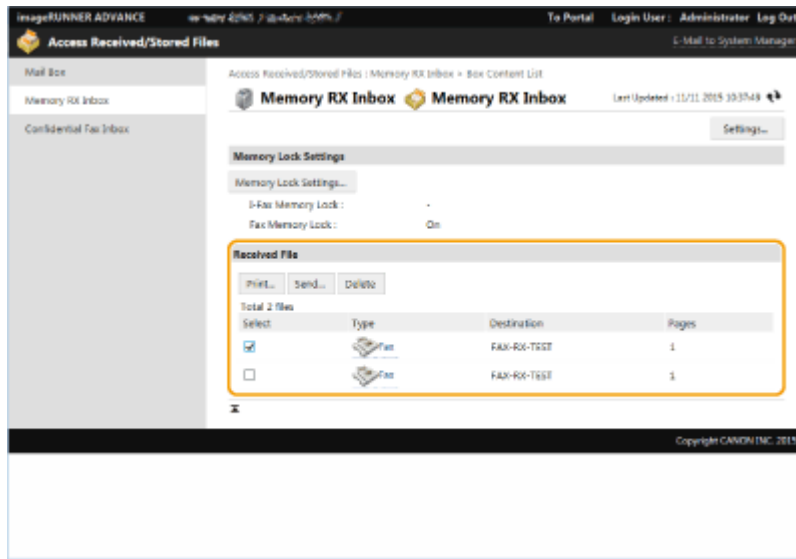 imageRUNNER ADVANCE To Portal Login User : Administrator Log Out
Access Received/Stored Files E-Mail to System Manager
Mail Box
Memory RX Inbox
Confidential Fax Inbox
Access Received/Stored Files : Memory RX Inbox > Box Content List
Memory RX Inbox Memory RX Inbox Last Updated : 11/11 2015 10:37:48
Settings...
Memory Lock Settings
Memory Lock Settings...
I-Fax Memory Lock : -
Fax Memory Lock : On
Received File
Print... Send... Delete
Total 2 files
Select Type Destination Pages
Fax FAX-RX-TEST 1
Fax FAX-RX-TEST 1
Copyright CANON INC. 2015